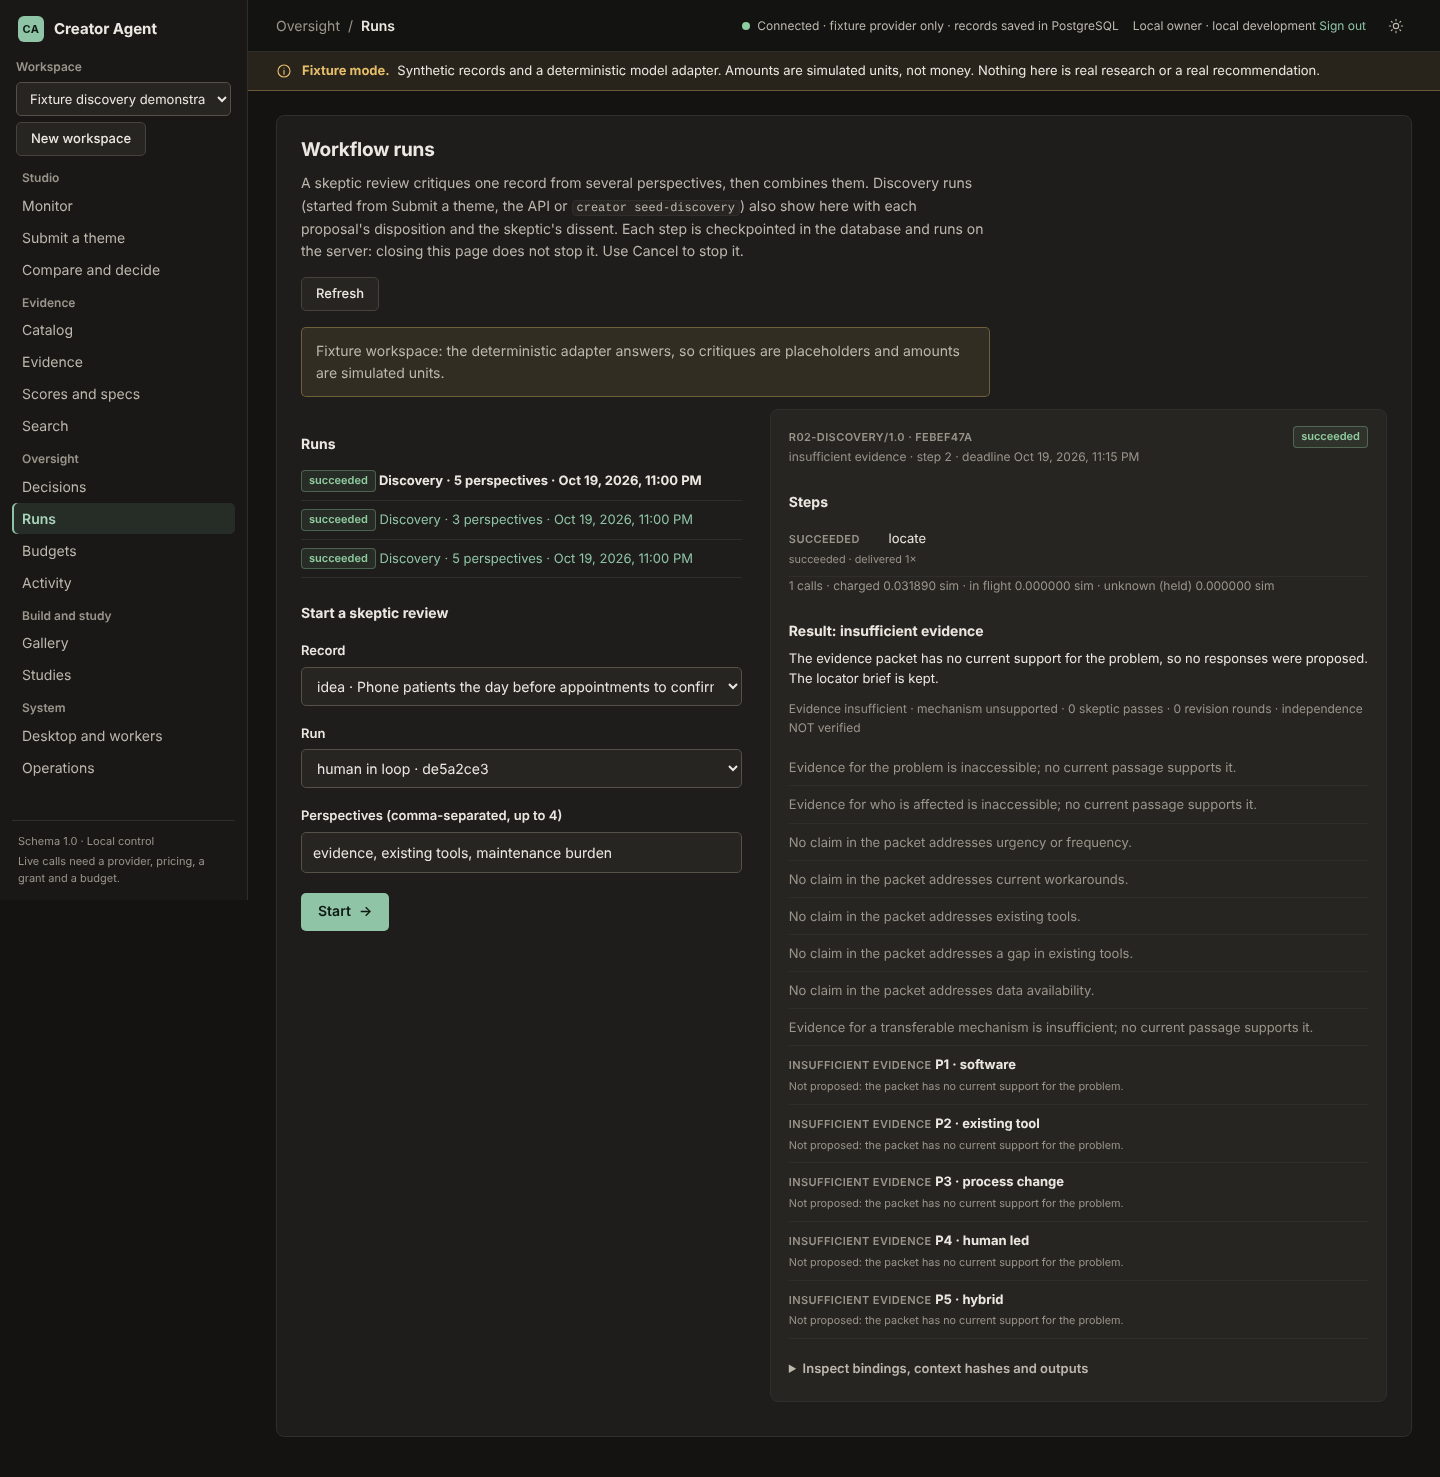 CA Creator Agent
Workspace
Fixture discovery demonstra
New workspace
Studio
Monitor
Submit a theme
Compare and decide
Evidence
Catalog
Evidence
Scores and specs
Search
Oversight
Decisions
Runs
Budgets
Activity
Build and study
Gallery
Studies
System
Desktop and workers
Operations
Schema 1.0 · Local control
Live calls need a provider, pricing, a
grant and a budget.
Oversight / Runs
Connected · fixture provider only · records saved in PostgreSQL Local owner · local development Sign out
Fixture mode. Synthetic records and a deterministic model adapter. Amounts are simulated units, not money. Nothing here is real research or a real recommendation.
Workflow runs
A skeptic review critiques one record from several perspectives, then combines them. Discovery runs
(started from Submit a theme, the API or creator seed-discovery) also show here with each
proposal's disposition and the skeptic's dissent. Each step is checkpointed in the database and runs on
the server: closing this page does not stop it. Use Cancel to stop it.
Refresh
Fixture workspace: the deterministic adapter answers, so critiques are placeholders and amounts
are simulated units.
Runs
succeeded Discovery · 5 perspectives · Oct 19, 2026, 11:00 PM
succeeded Discovery · 3 perspectives · Oct 19, 2026, 11:00 PM
succeeded Discovery · 5 perspectives · Oct 19, 2026, 11:00 PM
Start a skeptic review
Record
idea · Phone patients the day before appointments to confirm
Run
human in loop · de5a2ce3
Perspectives (comma-separated, up to 4)
evidence, existing tools, maintenance burden
Start →
R02-DISCOVERY/1.0 · FEBEF47A succeeded
insufficient evidence · step 2 · deadline Oct 19, 2026, 11:15 PM
Steps
SUCCEEDED locate
succeeded · delivered 1×
1 calls · charged 0.031890 sim · in flight 0.000000 sim · unknown (held) 0.000000 sim
Result: insufficient evidence
The evidence packet has no current support for the problem, so no responses were proposed.
The locator brief is kept.
Evidence insufficient · mechanism unsupported · 0 skeptic passes · 0 revision rounds · independence
NOT verified
Evidence for the problem is inaccessible; no current passage supports it.
Evidence for who is affected is inaccessible; no current passage supports it.
No claim in the packet addresses urgency or frequency.
No claim in the packet addresses current workarounds.
No claim in the packet addresses existing tools.
No claim in the packet addresses a gap in existing tools.
No claim in the packet addresses data availability.
Evidence for a transferable mechanism is insufficient; no current passage supports it.
INSUFFICIENT EVIDENCE P1 · software
Not proposed: the packet has no current support for the problem.
INSUFFICIENT EVIDENCE P2 · existing tool
Not proposed: the packet has no current support for the problem.
INSUFFICIENT EVIDENCE P3 · process change
Not proposed: the packet has no current support for the problem.
INSUFFICIENT EVIDENCE P4 · human led
Not proposed: the packet has no current support for the problem.
INSUFFICIENT EVIDENCE P5 · hybrid
Not proposed: the packet has no current support for the problem.
Inspect bindings, context hashes and outputs